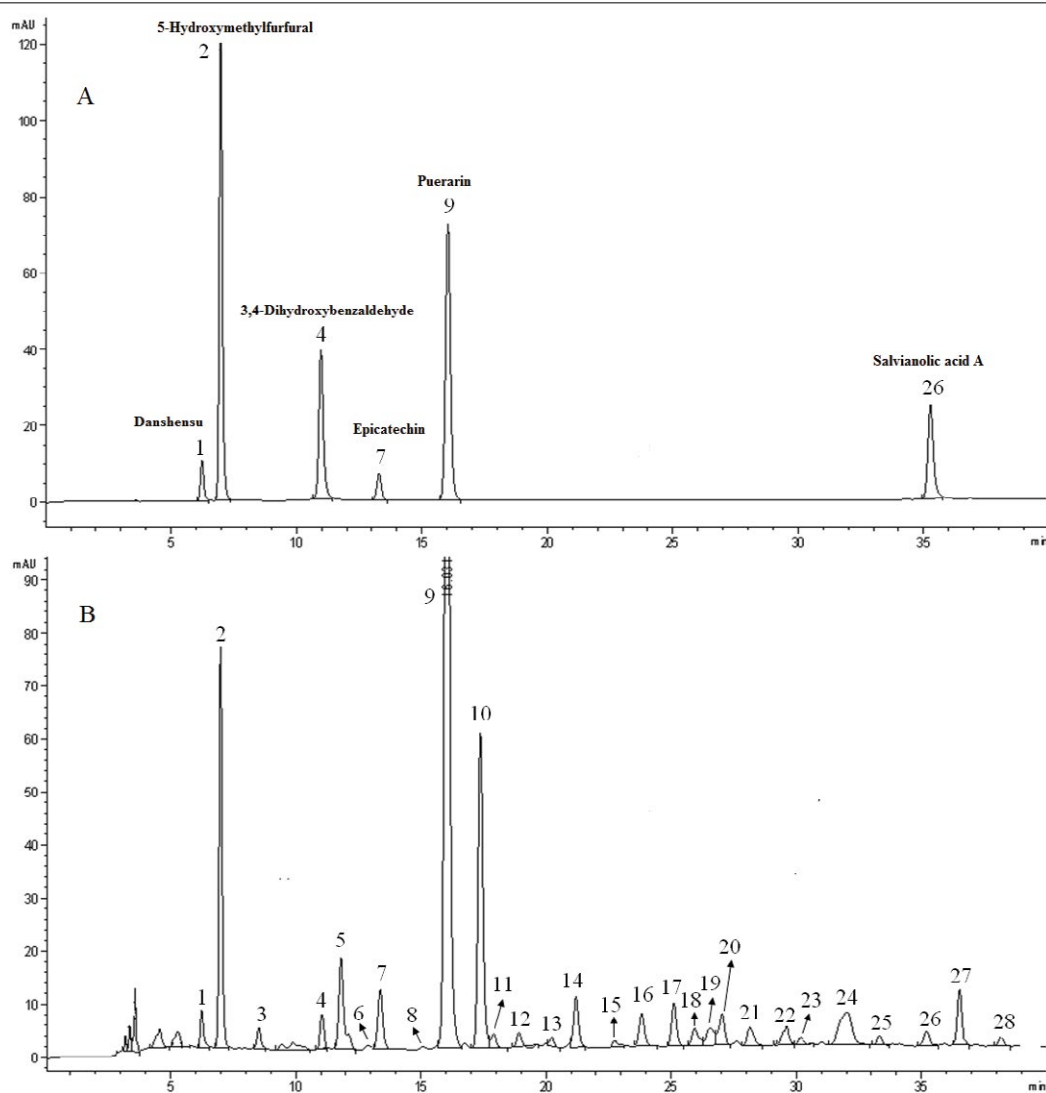 mAU
5-Hydroxymethylfurfural
120
2
A
100
80
Puerarin
9
60
3,4-Dihydroxybenzaldehyde
4
40
Salvianolic acid A
26
20
Danshensu
1
Epicatechin
7
0
5 10 15 20 25 30 35 min
mAU
90
9
B
80
2
70
10
60
50
40
30
20
5
20
10
1 3 4 6 7 8 11 12 13 14 15 16 17 18 19 21 22 23 24 25 26 27 28
0
5 10 15 20 25 30 35 min